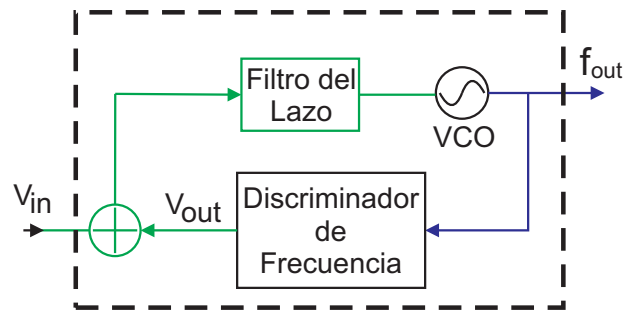 Filtro del
Lazo
VCO
f_out
V_in
V_out
Discriminador
de
Frecuencia